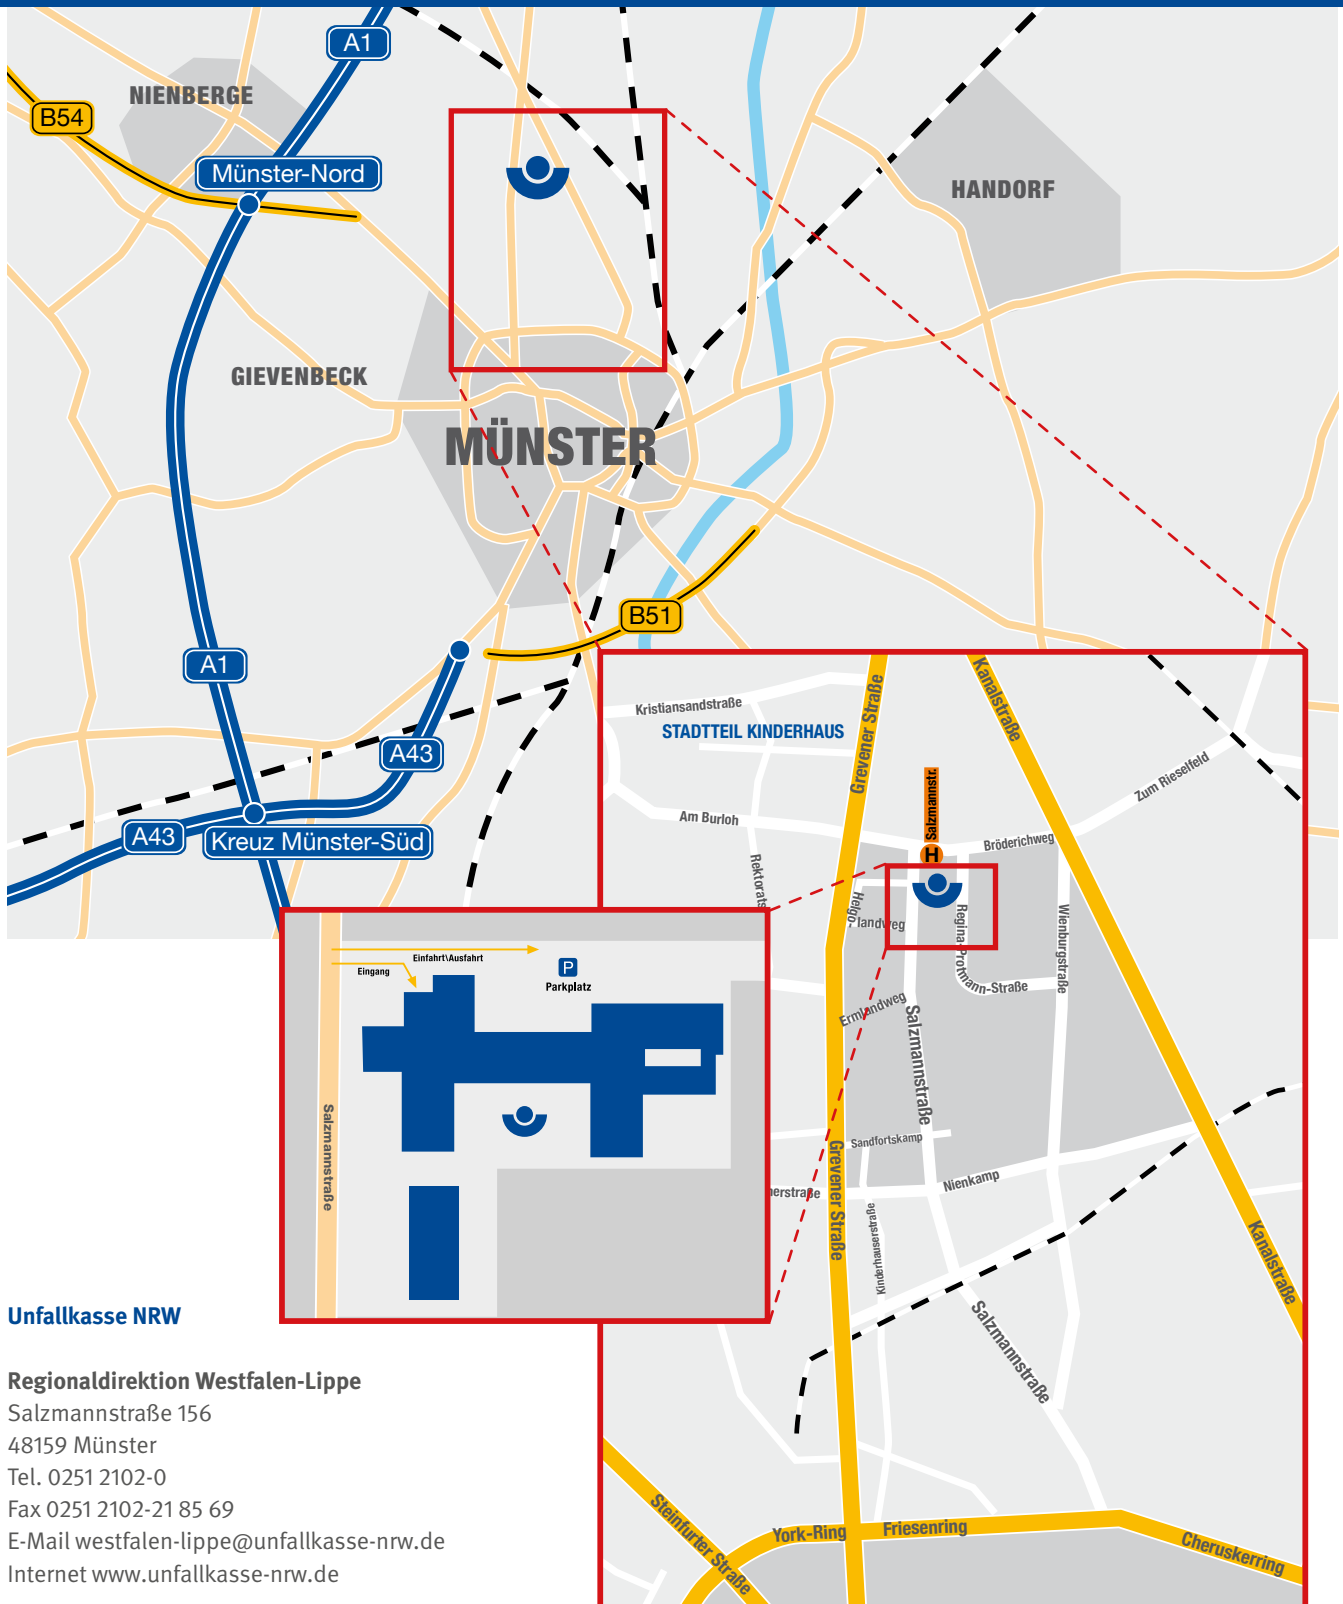 A1
NIENBERGE
B54
Münster-Nord
HANDORF
GIEVENBECK
MÜNSTER
B51
A1
A43
A43
Kreuz Münster-Süd
Kristiansandstraße
STADTTEIL KINDERHAUS
Grevener Straße
Kanalstraße
Zum Rieselfeld
Salzmannstr.
H
Am Burloh
Bröderichweg
Rektorats
Helgo-
landweg
Regina-Protmann-Straße
Wienburgstraße
Ermlandweg
Salzmannstraße
Sandfortskamp
Grevener Straße
nerstraße
Nienkamp
Kinderhauserstraße
Kanalstraße
Salzmannstraße
Steinfurter Straße
York-Ring
Friesenring
Cheruskerring
Einfahrt\Ausfahrt
Eingang
P
Parkplatz
Salzmannstraße
Unfallkasse NRW
Regionaldirektion Westfalen-Lippe
Salzmannstraße 156
48159 Münster
Tel. 0251 2102-0
Fax 0251 2102-21 85 69
E-Mail westfalen-lippe@unfallkasse-nrw.de
Internet www.unfallkasse-nrw.de